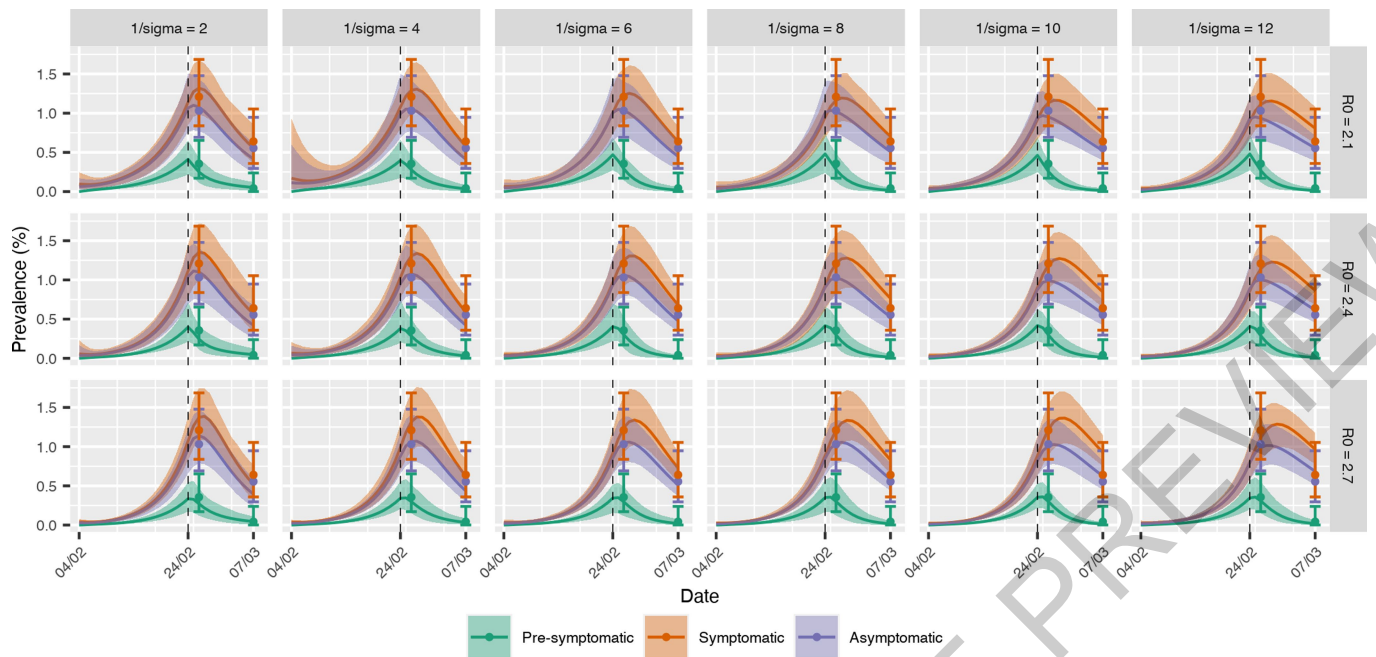 1/sigma = 2 1/sigma = 4 1/sigma = 6 1/sigma = 8 1/sigma = 10 1/sigma = 12
1.5
1.0
0.5
0.0
R0 = 2.1
Prevalence (%)
1.5
1.0
0.5
0.0
R0 = 2.4
1.5
1.0
0.5
0.0
R0 = 2.7
04/02 24/02 07/03 04/02 24/02 07/03 04/02 24/02 07/03 04/02 24/02 07/03 04/02 24/02 07/03 04/02 24/02 07/03
Date
Pre-symptomatic Symptomatic Asymptomatic
PREVIEW